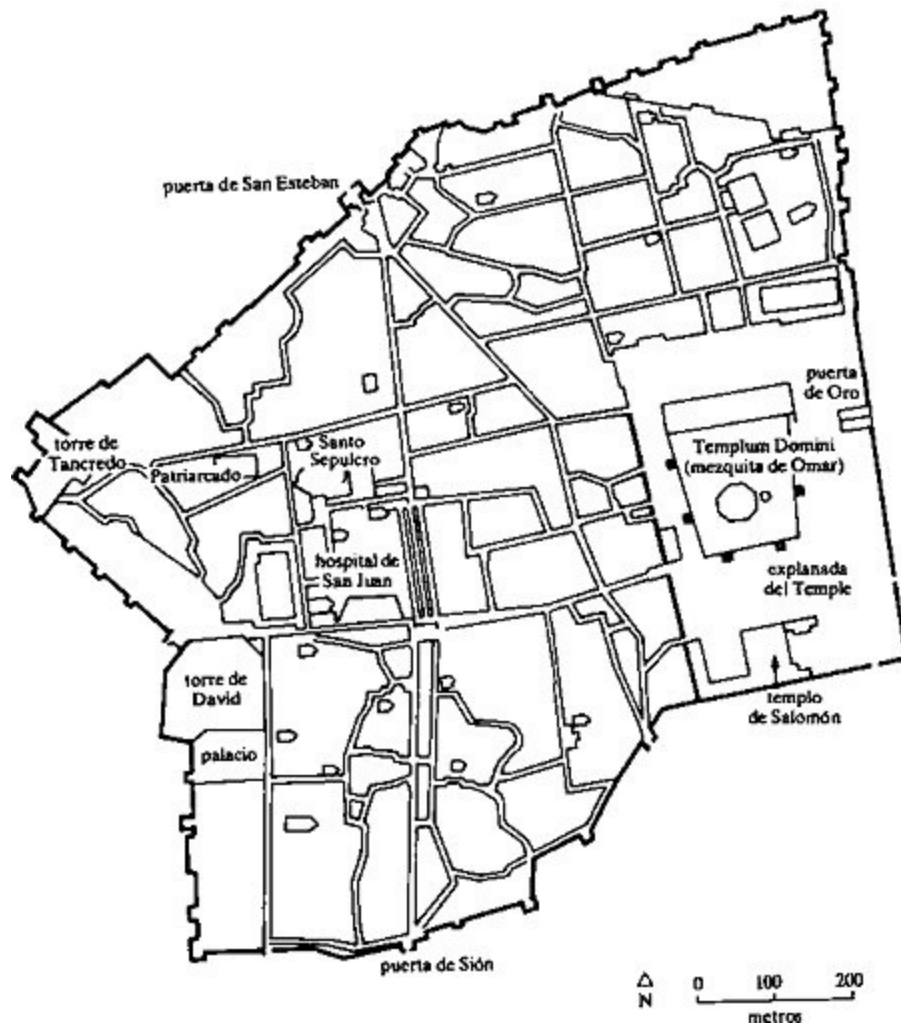 puerta de San Esteban
puerta
de Oro
torre de
Tancredo
Patriarcado
Santo
Sepulcro
Templum Domini
(mezquita de Omar)
hospital de
San Juan
explanada
del Temple
torre de
David
templo
de Salomón
palacio
puerta de Sión
N
0 100 200
metros